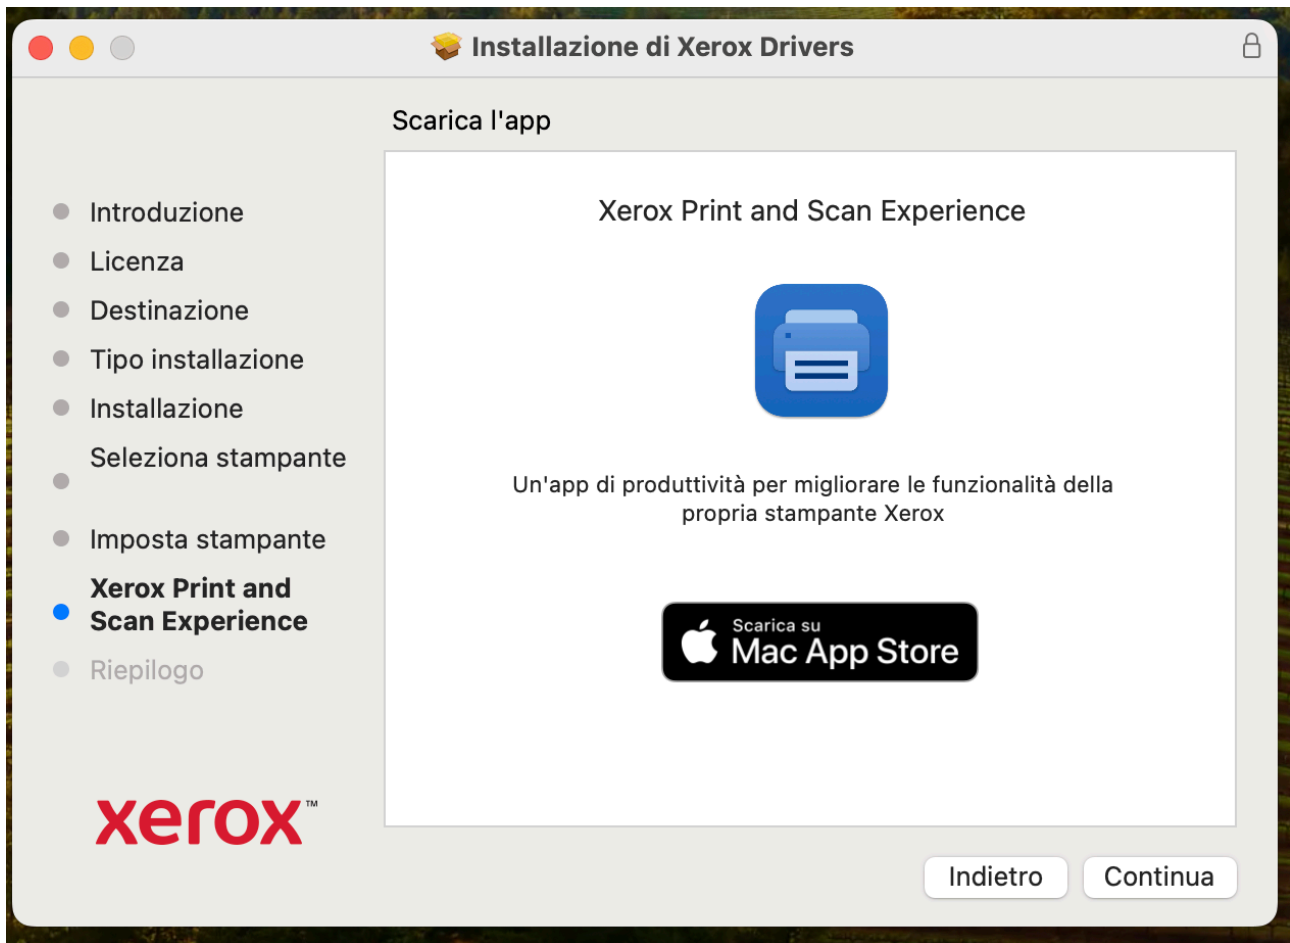 Installazione di Xerox Drivers
Scarica l'app
Introduzione
Licenza
Destinazione
Tipo installazione
Installazione
Seleziona stampante
Imposta stampante
Xerox Print and
Scan Experience
Riepilogo
xerox™
Xerox Print and Scan Experience
Un'app di produttività per migliorare le funzionalità della
propria stampante Xerox
Scarica su
Mac App Store
Indietro
Continua